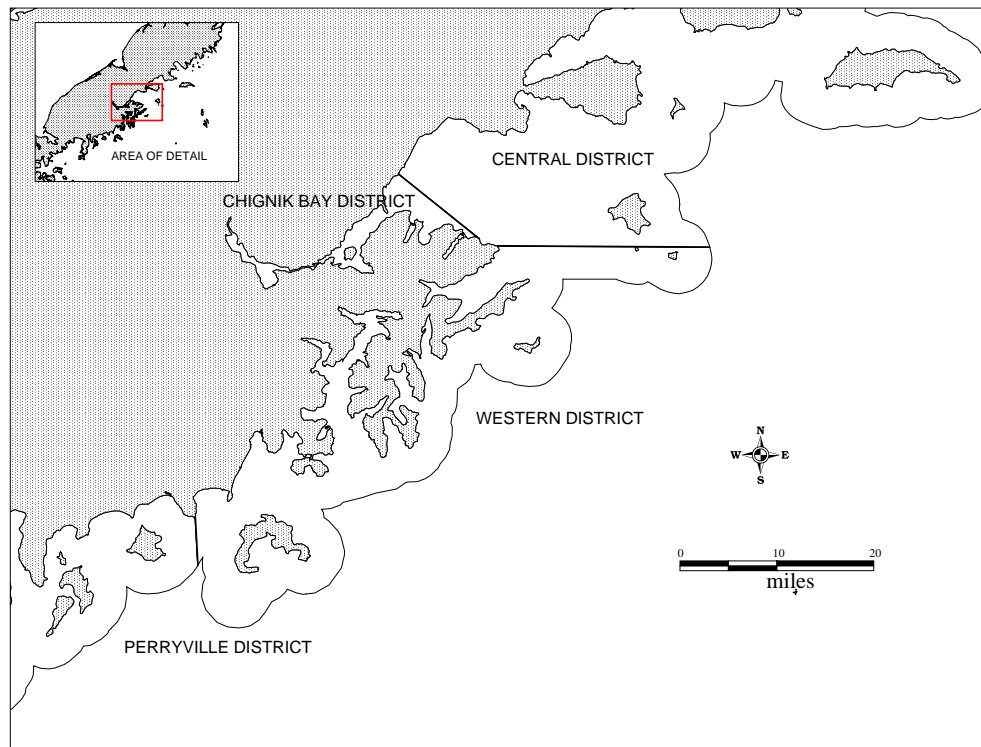 AREA OF DETAIL
CENTRAL DISTRICT
CHIGNIK BAY DISTRICT
WESTERN DISTRICT
N
W E
S
0 10 20
miles
PERRYVILLE DISTRICT